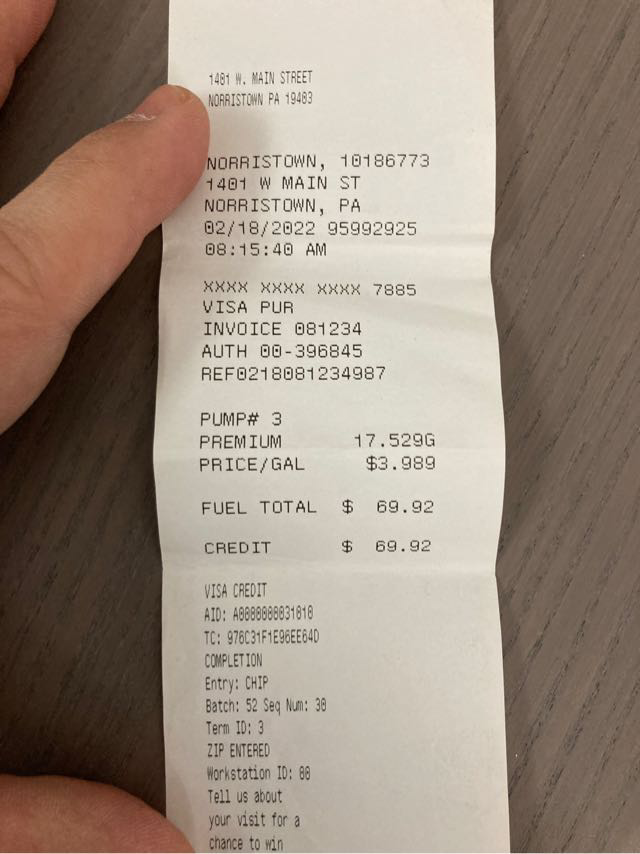 1401 W. MAIN STREET
NORRISTOWN PA 19403
NORRISTOWN, 10186773
1401 W MAIN ST
NORRISTOWN, PA
02/18/2022 95992925
08:15:40 AM
XXXX XXXX XXXX 7885
VISA PUR
INVOICE 081234
AUTH 00-396845
REF0218081234987
PUMP# 3
PREMIUM 17.529G
PRICE/GAL $3.989
FUEL TOTAL $ 69.92
CREDIT $ 69.92
VISA CREDIT
AID: A0000000031010
TC: 976C31F1E96EE64D
COMPLETION
Entry: CHIP
Batch: 52 Seq Num: 30
Term ID: 3
ZIP ENTERED
Workstation ID: 00
Tell us about
your visit for a
chance to win